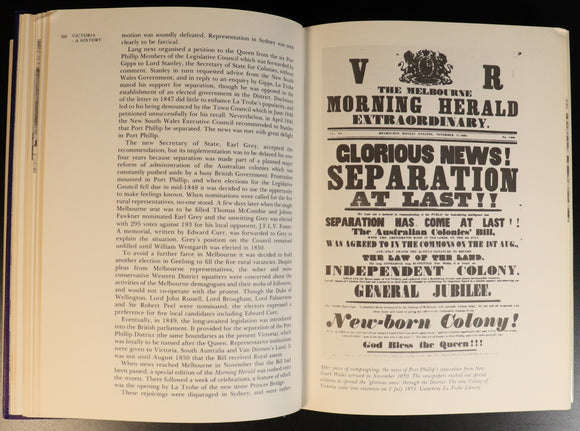 66 VICTORIA
—A HISTORY
motion was soundly defeated. Representation in Sydney was seen
clearly to be farcical.
Lang next organised a petition to the Queen from the six Port
Phillip Members of the Legislative Council which was forwarded by
Gipps to Lord Stanley, the Secretary of State for Colonies, without
comment. Stanley in turn requested advice from the New South
Wales Government, and in reply to an enquiry by Gipps, La Trobe
stated his support for separation, though he was opposed to the
establishment of an elected government in the District. Disclosure
of the letter in 1847 did little to enhance La Trobe's popularity, and
led to his being denounced by the Town Council which in June 1848
petitioned unsuccessfully for his recall. Nevertheless, in April 1846
the New South Wales Executive Council recommended to Stanley
that Port Phillip be separated. The news was met with great delight
in Port Phillip.
The new Secretary of State, Earl Grey, accepted the
recommendation, but its implementation was to be delayed for over
four years because separation was made part of a planned major
reform of administration of the Australian colonies which was
constantly pushed aside by a busy British Government. Frustration
mounted in Port Phillip, and when elections for the Legislative
Council fell due in mid-1848 it was decided to use the opportunity
to make feelings known. When nominations were called for the five
rural representatives, no-one stood. A few days later when the single
Melbourne seat was to be filled Thomas McCombie and Johnny
Fawkner nominated Earl Grey and the unwitting Grey was elected
with 295 votes against 193 for his local opponent, J.F.L.V. Foster.
A memorial, written by Edward Curr, was forwarded to Grey to
explain the situation. Grey's position on the Council remained
unfilled until William Westgarth was elected in 1850.
To avoid a further farce in Melbourne it was decided to hold
another election in Geelong to fill the five rural vacancies. Despite
pleas from Melbourne representatives, the sober and more
conservative Western District squatters were concerned about the
activities of the Melbourne demagogues and their mobs of followers,
and would not co-operate with the protest. Though the Duke of
Wellington, Lord John Russell, Lord Brougham, Lord Palmerston
and Sir Robert Peel were nominated, the electors expressed a
preference for five local candidates including Edward Curr.
Eventually, in 1849, the long-awaited legislation was introduced
into the British parliament. It provided for the separation of the Port
Phillip District (the same boundaries as the present Victoria), which
was loyally to be named after the Queen. Representative institutions
were given to Victoria, South Australia and Van Diemen's Land. It
was not until August 1850 that the Bill received Royal assent.
When news reached Melbourne in November that the Bill had
been passed, a special edition of the Morning Herald was rushed into
the streets. There followed a week of celebrations, a feature of which
was the opening by La Trobe of the new stone Princes Bridge.
These rejoicings were disparaged in Sydney, and were rather
V R
THE MELBOURNE
MORNING HERALD
EXTRAORDINARY.
MELBOURNE, MONDAY EVENING, NOVEMBER 11, 1850.
GLORIOUS NEWS!
SEPARATION
AT LAST!!
SEPARATION HAS COME AT LAST!!
The Australian Colonies' Bill,
WAS AGREED TO IN THE COMMONS ON THE 1ST AUG.,
THE LAW OF THE LAND.
INDEPENDENT COLONY,
GENERAL JUBILEE.
New-born Colony!
God Bless the Queen!!!
After years of campaigning, the news of Port Phillip's separation from New
South Wales arrived in November 1850. The newspapers rushed out special
editions to spread the 'glorious news' through the District. The new Colony of
Victoria came into existence on 1 July 1851. Courtesy La Trobe Library.